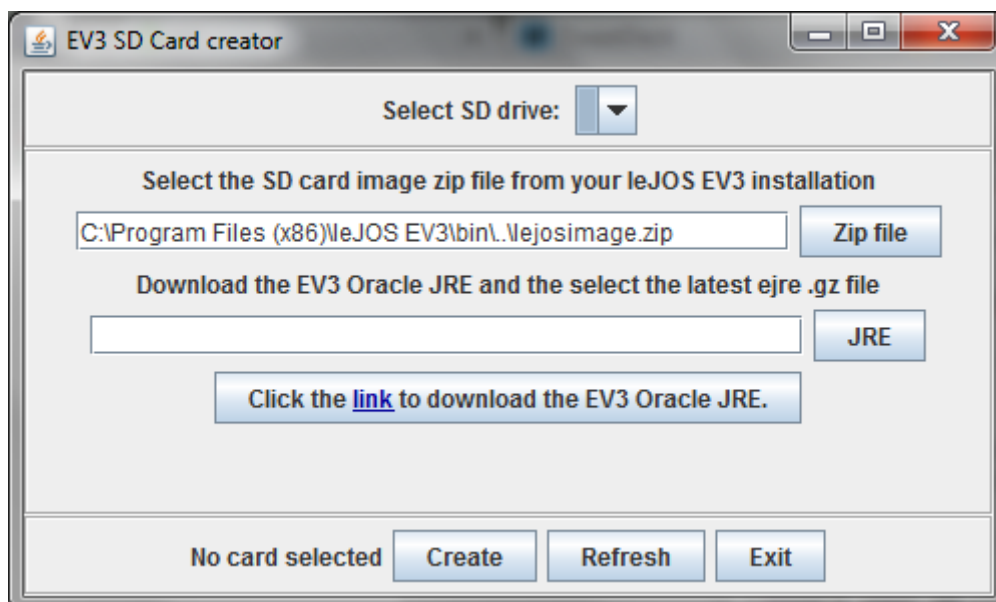 EV3 SD Card creator
Select SD drive:
Select the SD card image zip file from your leJOS EV3 installation
C:\Program Files (x86)\leJOS EV3\bin\..\lejosimage.zip
Zip file
Download the EV3 Oracle JRE and the select the latest ejre .gz file
JRE
Click the link to download the EV3 Oracle JRE.
No card selected
Create
Refresh
Exit